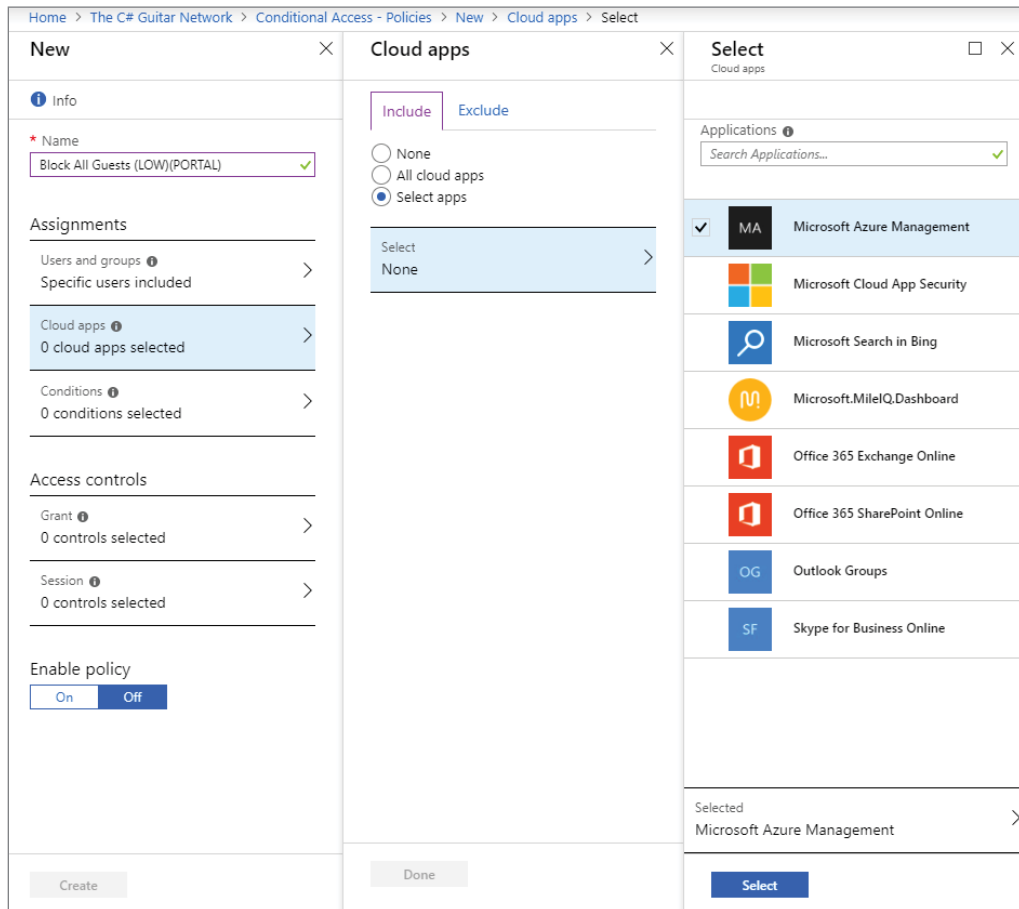 Home > The C# Guitar Network > Conditional Access - Policies > New > Cloud apps > Select
New
Info
* Name
Block All Guests (LOW)(PORTAL)
Assignments
Users and groups
Specific users included
Cloud apps
0 cloud apps selected
Conditions
0 conditions selected
Access controls
Grant
0 controls selected
Session
0 controls selected
Enable policy
On Off
Create
Cloud apps
Include Exclude
None
All cloud apps
Select apps
Select
None
Done
Select
Cloud apps
Applications
Search Applications...
MA Microsoft Azure Management
Microsoft Cloud App Security
Microsoft Search in Bing
Microsoft.MileIQ.Dashboard
Office 365 Exchange Online
Office 365 SharePoint Online
OG Outlook Groups
SF Skype for Business Online
Selected
Microsoft Azure Management
Select